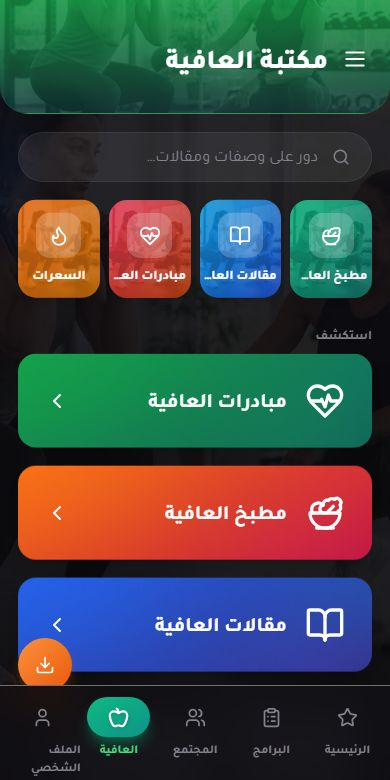 مكتبة العافية
دور على وصفات ومقالات...
مطبخ العا...
مقالات العا...
مبادرات العـ...
السعرات
استكشف
مبادرات العافية
مطبخ العافية
مقالات العافية
الرئيسية
البرامج
المجتمع
العافية
الملف
الشخصي